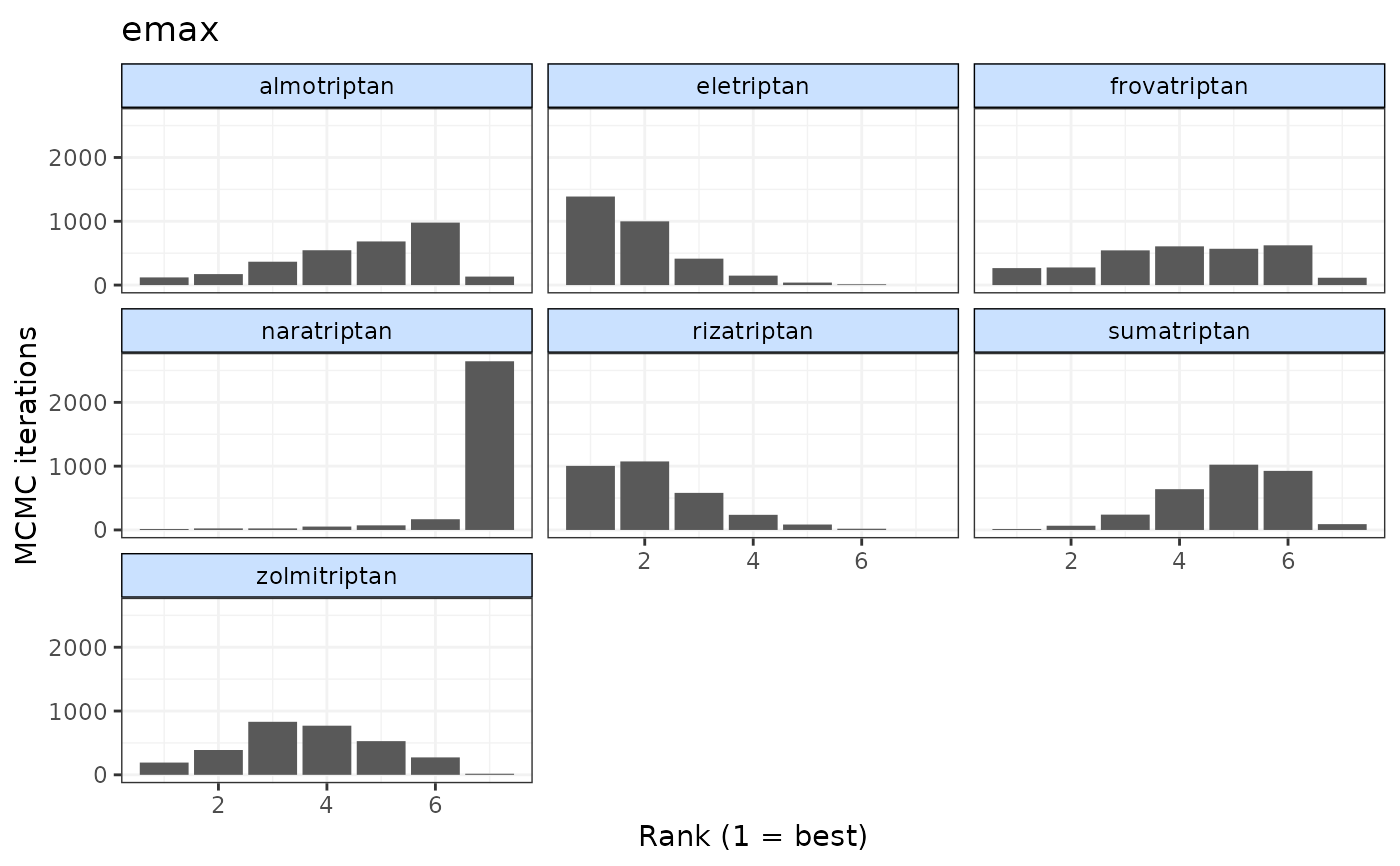 emax
almotriptan eletriptan frovatriptan
2000
1000
0
naratriptan rizatriptan sumatriptan
2000
1000
0
2 4 6 2 4 6
zolmitriptan
2000
1000
0
2 4 6
MCMC iterations
Rank (1 = best)